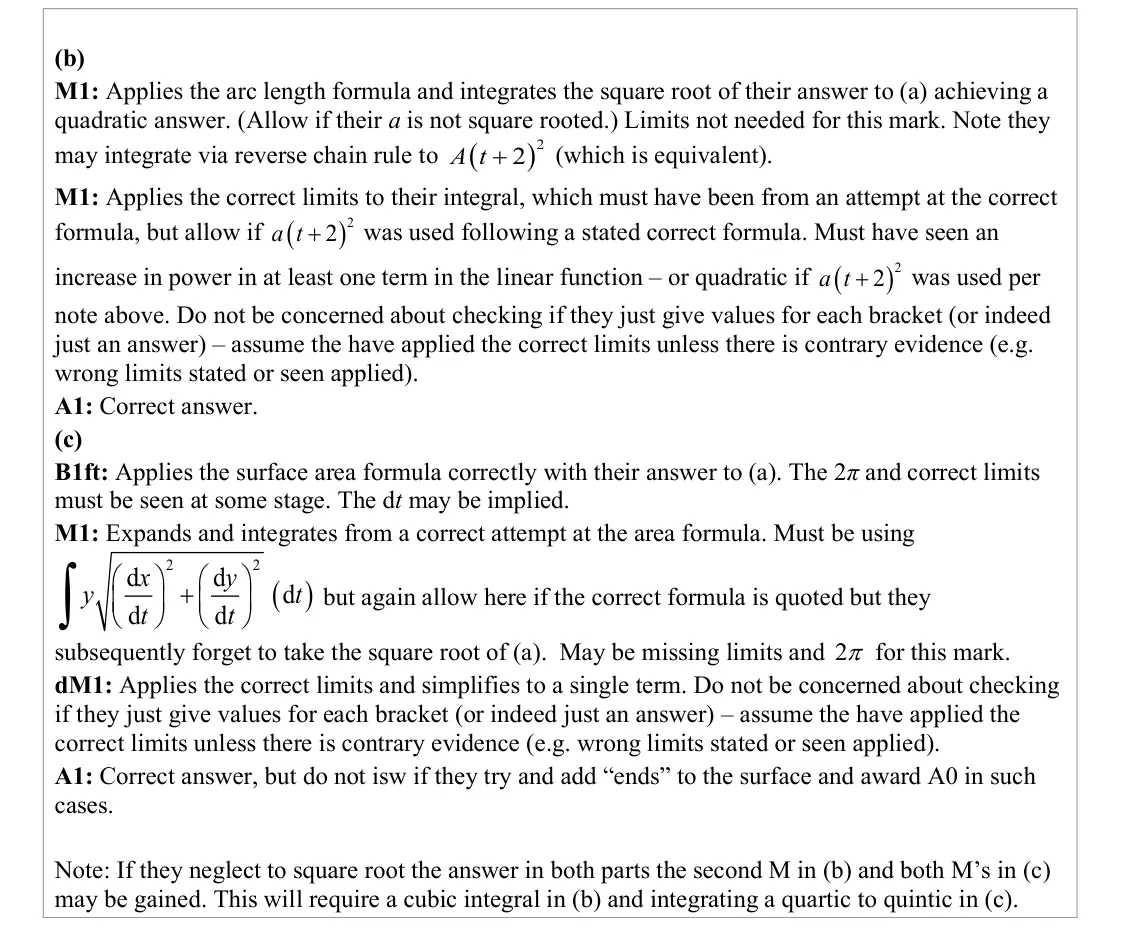 (b)
M1: Applies the arc length formula and integrates the square root of their answer to (a) achieving a
quadratic answer. (Allow if their a is not square rooted.) Limits not needed for this mark. Note they
may integrate via reverse chain rule to A(t+2)² (which is equivalent).
M1: Applies the correct limits to their integral, which must have been from an attempt at the correct
formula, but allow if a(t+2)² was used following a stated correct formula. Must have seen an
increase in power in at least one term in the linear function – or quadratic if a(t+2)² was used per
note above. Do not be concerned about checking if they just give values for each bracket (or indeed
just an answer) – assume the have applied the correct limits unless there is contrary evidence (e.g.
wrong limits stated or seen applied).
A1: Correct answer.
(c)
B1ft: Applies the surface area formula correctly with their answer to (a). The 2π and correct limits
must be seen at some stage. The dt may be implied.
M1: Expands and integrates from a correct attempt at the area formula. Must be using
∫ y√((dx/dt)² + (dy/dt)²) (dt) but again allow here if the correct formula is quoted but they
subsequently forget to take the square root of (a). May be missing limits and 2π for this mark.
dM1: Applies the correct limits and simplifies to a single term. Do not be concerned about checking
if they just give values for each bracket (or indeed just an answer) – assume the have applied the
correct limits unless there is contrary evidence (e.g. wrong limits stated or seen applied).
A1: Correct answer, but do not isw if they try and add “ends” to the surface and award A0 in such
cases.
Note: If they neglect to square root the answer in both parts the second M in (b) and both M’s in (c)
may be gained. This will require a cubic integral in (b) and integrating a quartic to quintic in (c).